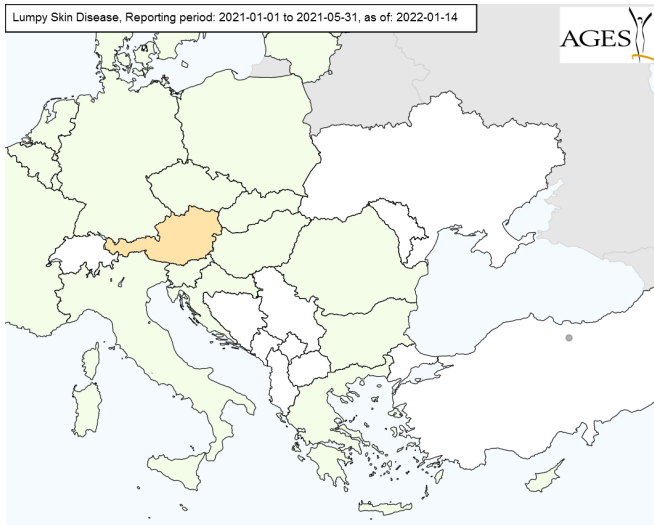 Lumpy Skin Disease, Reporting period: 2021-01-01 to 2021-05-31, as of: 2022-01-14
AGES